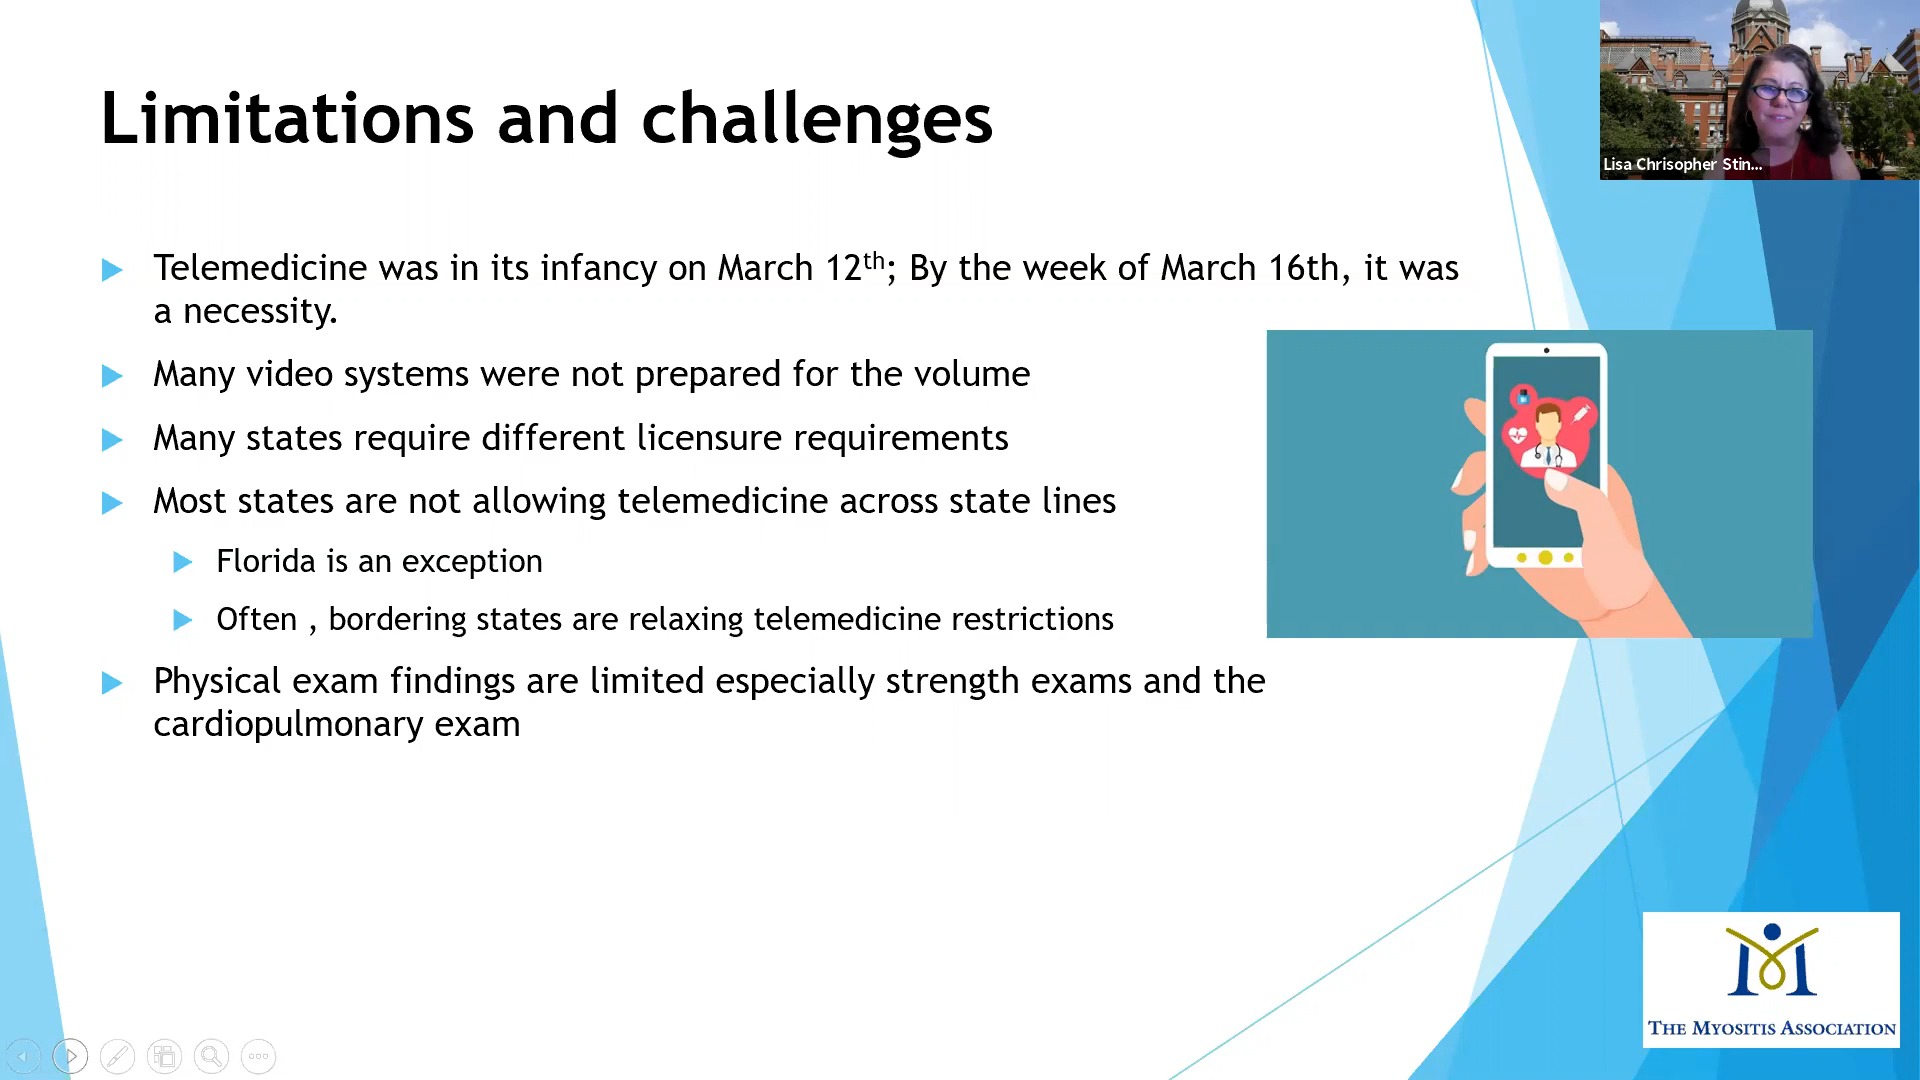 Limitations and challenges
Lisa Chrisopher Stin...
Telemedicine was in its infancy on March 12th; By the week of March 16th, it was
a necessity.
Many video systems were not prepared for the volume
Many states require different licensure requirements
Most states are not allowing telemedicine across state lines
Florida is an exception
Often , bordering states are relaxing telemedicine restrictions
Physical exam findings are limited especially strength exams and the
cardiopulmonary exam
THE MYOSITIS ASSOCIATION